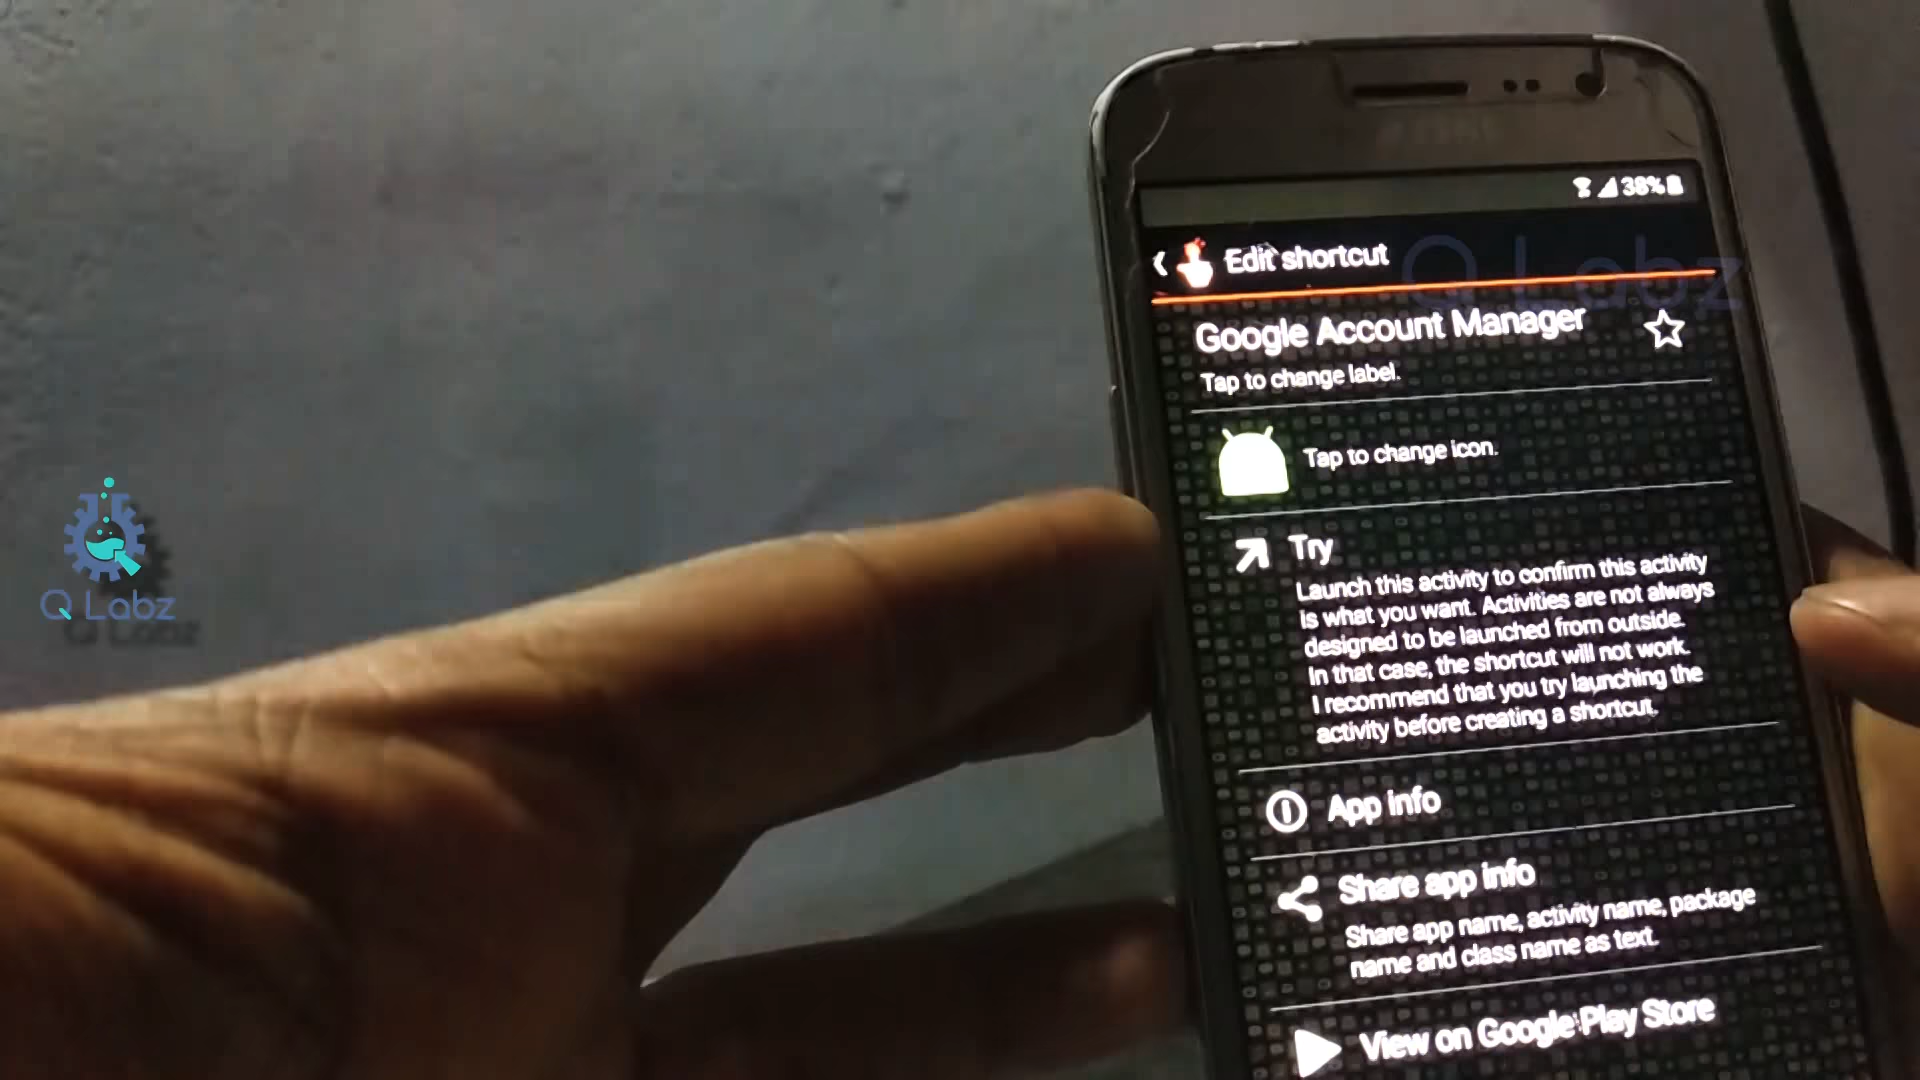 38%
Edit shortcut
Q Labz
Google Account Manager
Tap to change label.
Tap to change icon.
Try
Launch this activity to confirm this activity
is what you want. Activities are not always
designed to be launched from outside.
In that case, the shortcut will not work.
I recommend that you try launching the
activity before creating a shortcut.
Q Labz
App info
Share app info
Share app name, activity name, package
name and class name as text.
View on Google Play Store